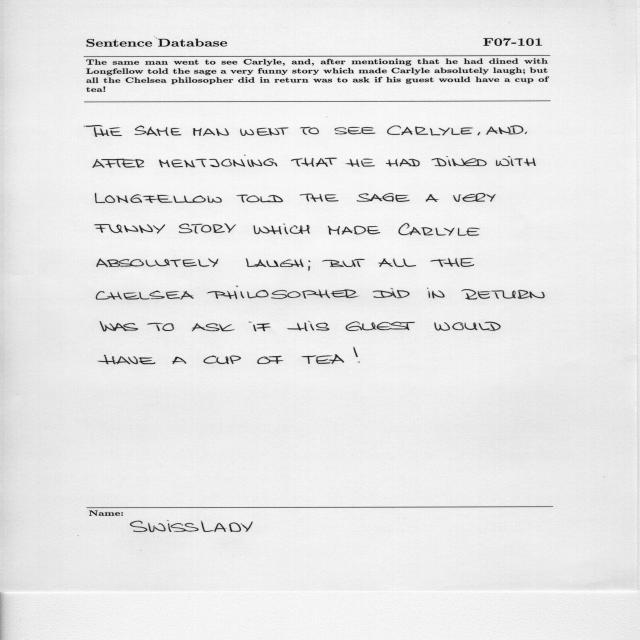 Sentence Database F07-101
The same man went to see Carlyle, and, after mentioning that he had dined with
Longfellow told the sage a very funny story which made Carlyle absolutely laugh; but
all the Chelsea philosopher did in return was to ask if his guest would have a cup of
tea!
THE SAME MAN WENT TO SEE CARLYLE, AND,
AFTER MENTIONING THAT HE HAD DINED WITH
LONGFELLOW TOLD THE SAGE A VERY
FUNNY STORY WHICH MADE CARLYLE
ABSOLUTELY LAUGH; BUT ALL THE
CHELSEA PHILOSOPHER DID IN RETURN
WAS TO ASK IF HIS GUEST WOULD
HAVE A CUP OF TEA!
Name:
SWISSLADY